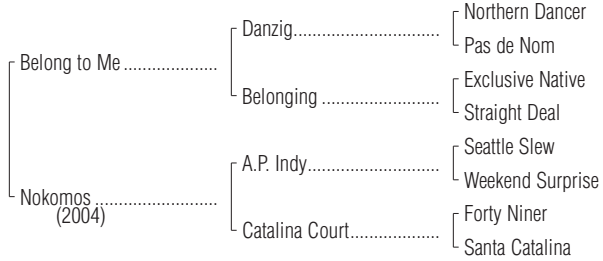 Northern Dancer
Danzig......................................
Pas de Nom
Belong to Me ....................
Exclusive Native
Belonging .........................
Straight Deal
Seattle Slew
A.P. Indy............................
Weekend Surprise
Nokomos ..........................
(2004)
Forty Niner
Catalina Court...................
Santa Catalina